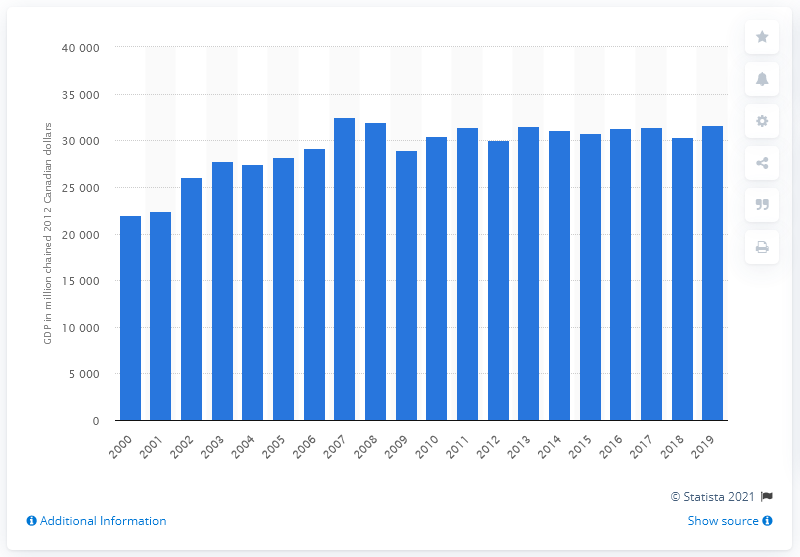 GDP in million chained 2012 Canadian dollars
40 000
35 000
30 000
25 000
20 000
15 000
10 000
5 000
0
2000 2001 2002 2003 2004 2005 2006 2007 2008 2009 2010 2011 2012 2013 2014 2015 2016 2017 2018 2019
© Statista 2021
Additional Information
Show source